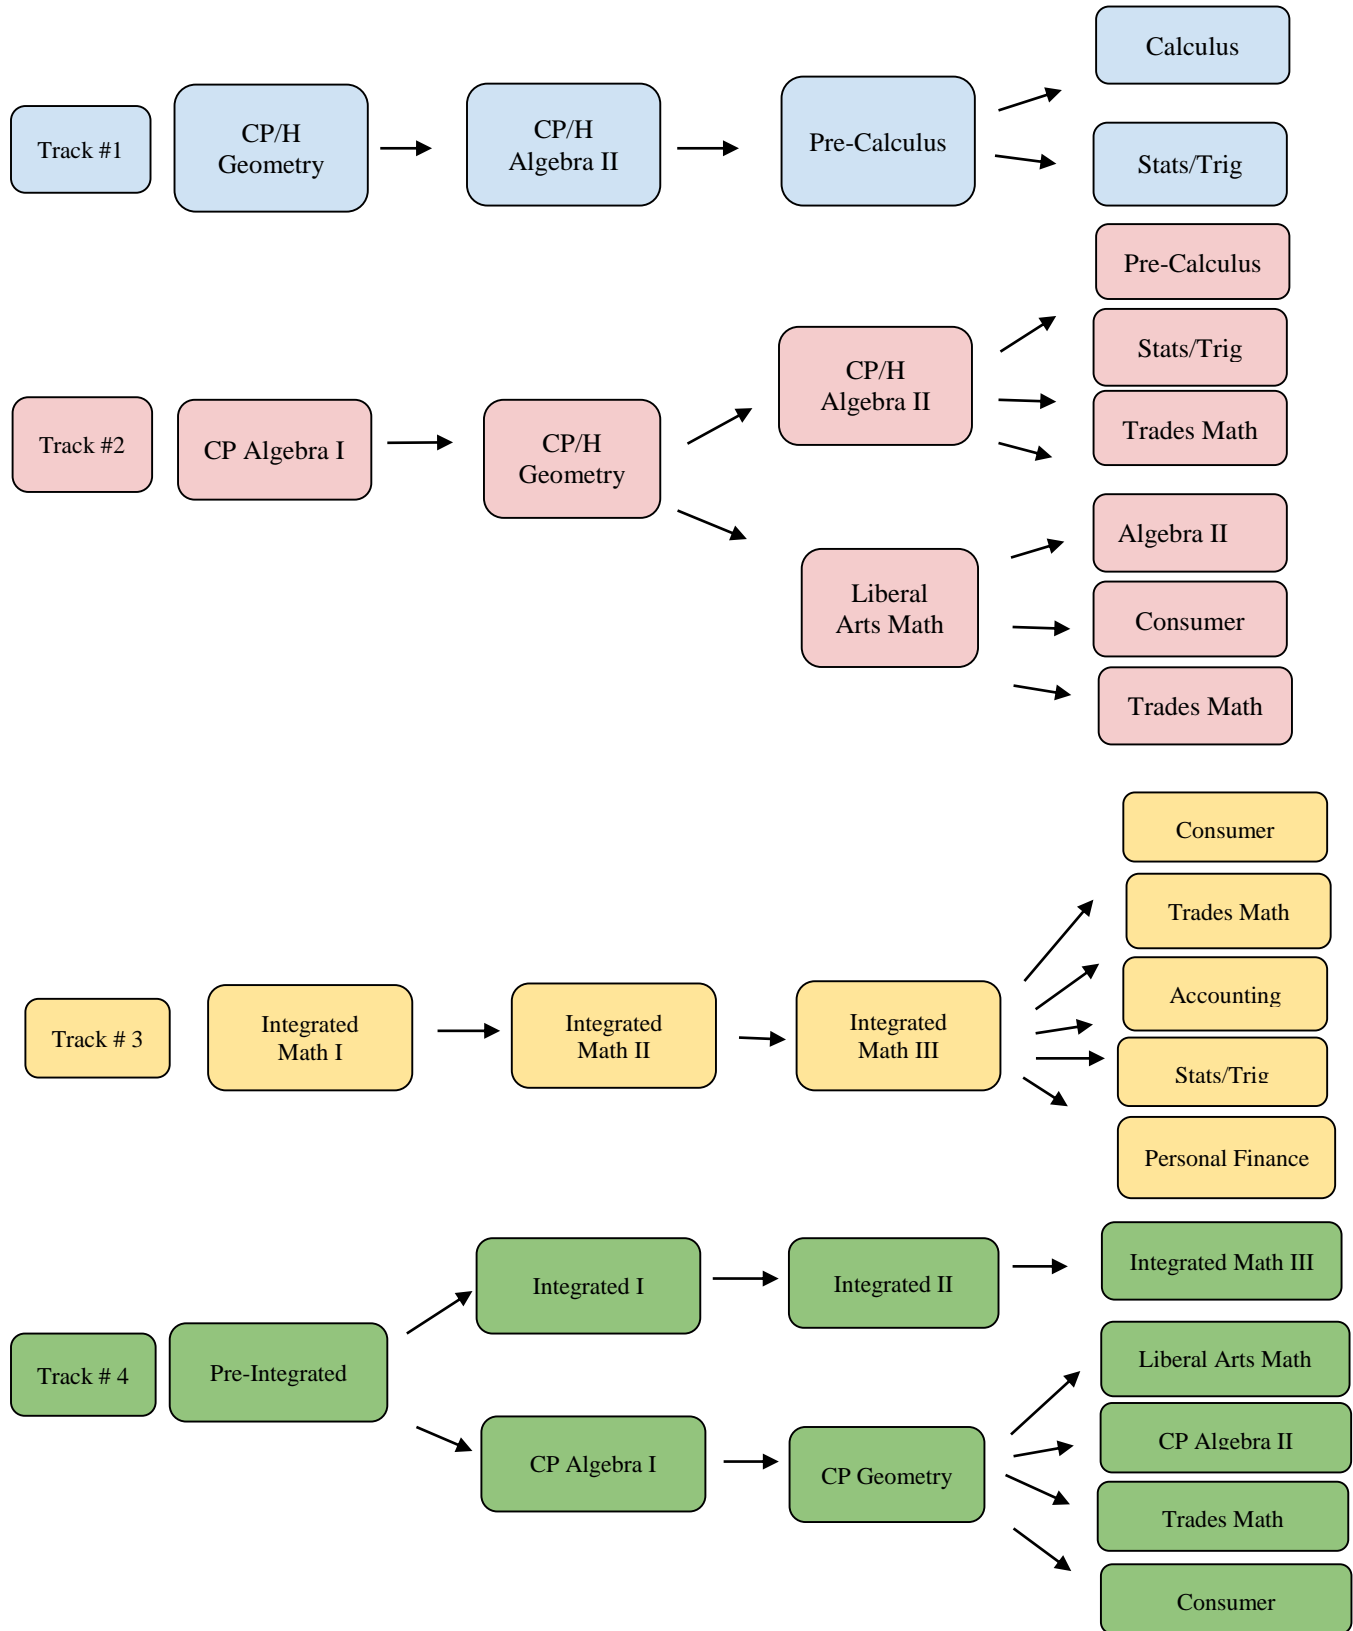 Calculus
Track #1
CP/H
Geometry
CP/H
Algebra II
Pre-Calculus
Stats/Trig
Pre-Calculus
Stats/Trig
CP/H
Algebra II
Trades Math
Track #2
CP Algebra I
CP/H
Geometry
Algebra II
Liberal
Arts Math
Consumer
Trades Math
Consumer
Trades Math
Accounting
Track # 3
Integrated
Math I
Integrated
Math II
Integrated
Math III
Stats/Trig
Personal Finance
Integrated I
Integrated II
Integrated Math III
Track # 4
Pre-Integrated
Liberal Arts Math
CP Algebra I
CP Geometry
CP Algebra II
Trades Math
Consumer